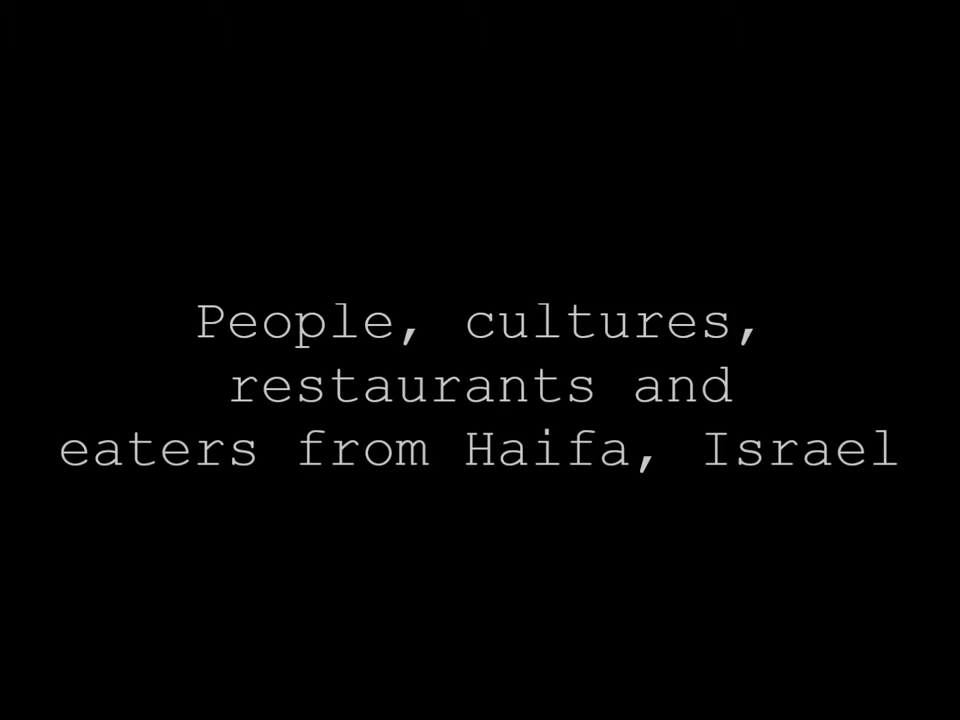 People, cultures,
restaurants and
eaters from Haifa, Israel